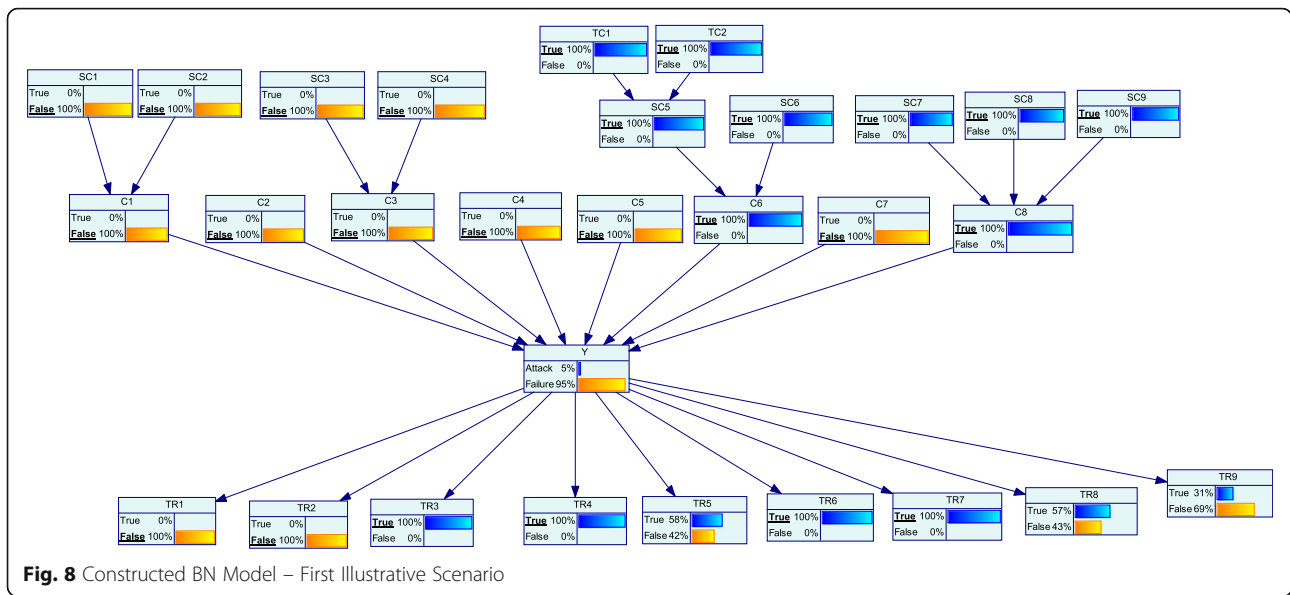 TC1
True 100%
False 0%
TC2
True 100%
False 0%
SC1
True 0%
False 100%
SC2
True 0%
False 100%
SC3
True 0%
False 100%
SC4
True 0%
False 100%
SC5
True 100%
False 0%
SC6
True 100%
False 0%
SC7
True 100%
False 0%
SC8
True 100%
False 0%
SC9
True 100%
False 0%
C1
True 0%
False 100%
C2
True 0%
False 100%
C3
True 0%
False 100%
C4
True 0%
False 100%
C5
True 0%
False 100%
C6
True 100%
False 0%
C7
True 0%
False 100%
C8
True 100%
False 0%
Y
Attack 5%
Failure 95%
TR1
True 0%
False 100%
TR2
True 0%
False 100%
TR3
True 100%
False 0%
TR4
True 100%
False 0%
TR5
True 58%
False 42%
TR6
True 100%
False 0%
TR7
True 100%
False 0%
TR8
True 57%
False 43%
TR9
True 31%
False 69%
Fig. 8 Constructed BN Model – First Illustrative Scenario